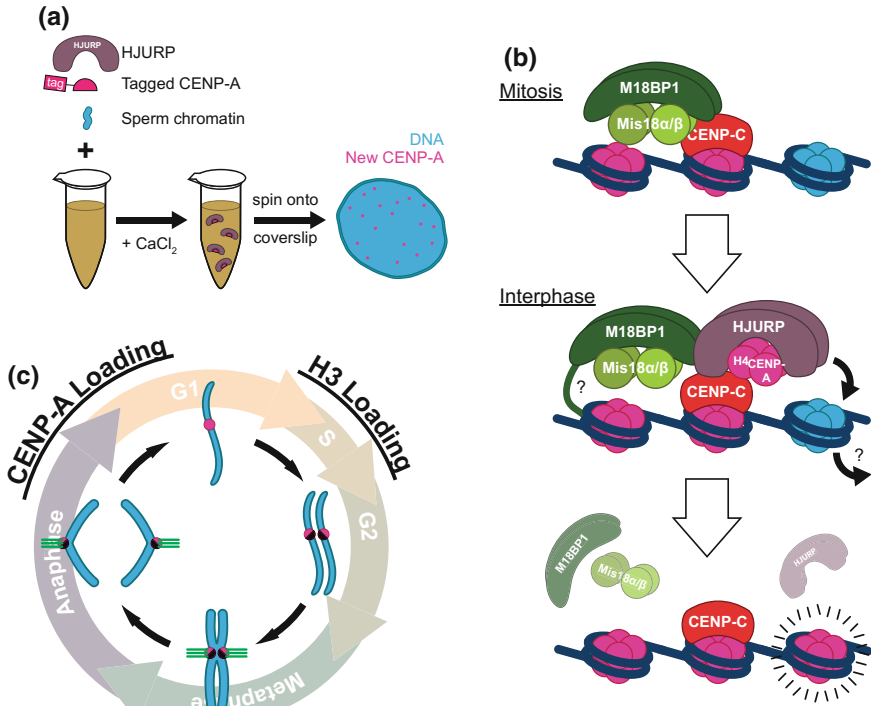 (a)
HJURP
HJURP
tag
Tagged CENP-A
Sperm chromatin
+
+ CaCl₂
spin onto
coverslip
DNA
New CENP-A
(b)
Mitosis
M18BP1
Mis18α/β
CENP-C
Interphase
M18BP1
HJURP
Mis18α/β
H4
CENP-
A
CENP-C
?
?
M18BP1
Mis18α/β
HJURP
CENP-C
(c)
CENP-A Loading
H3 Loading
G1
S
G2
Metaphase
Anaphase